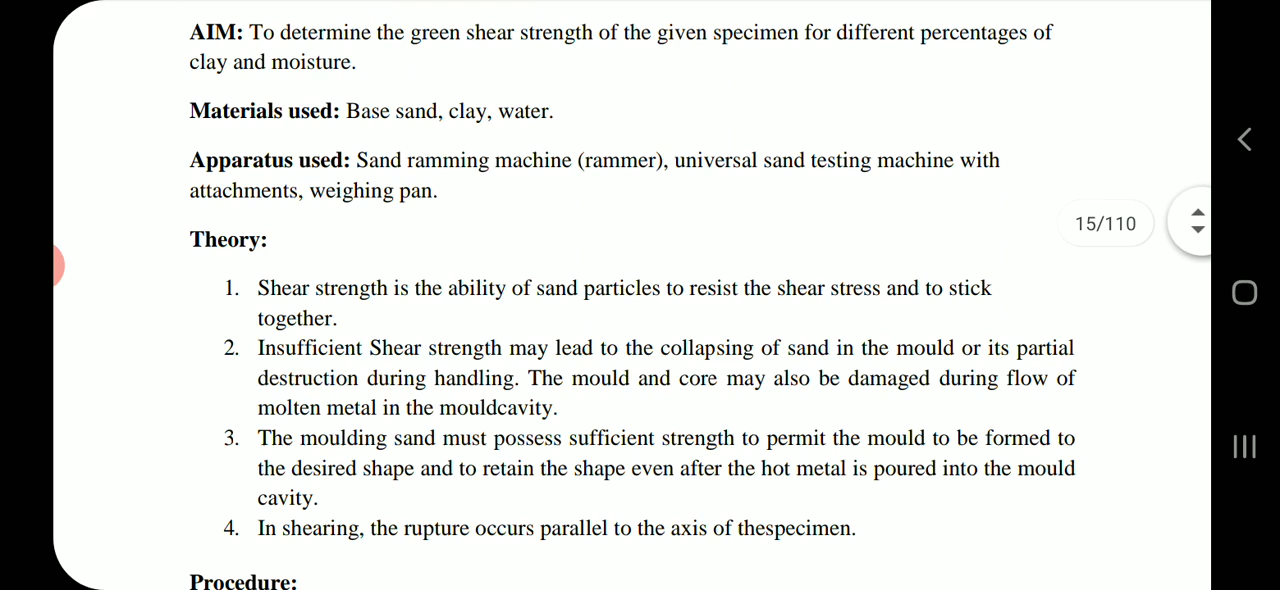 AIM: To determine the green shear strength of the given specimen for different percentages of
clay and moisture.
Materials used: Base sand, clay, water.
Apparatus used: Sand ramming machine (rammer), universal sand testing machine with
attachments, weighing pan.
15/110
Theory:
1. Shear strength is the ability of sand particles to resist the shear stress and to stick
together.
2. Insufficient Shear strength may lead to the collapsing of sand in the mould or its partial
destruction during handling. The mould and core may also be damaged during flow of
molten metal in the mouldcavity.
3. The moulding sand must possess sufficient strength to permit the mould to be formed to
the desired shape and to retain the shape even after the hot metal is poured into the mould
cavity.
4. In shearing, the rupture occurs parallel to the axis of thespecimen.
Procedure: